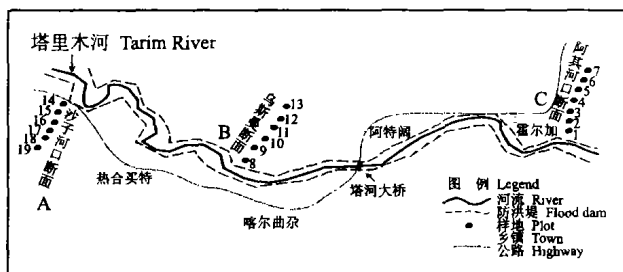 塔里木河 Tarim River
14
15
16
17
18
19
沙子河口断面
A
热合买特
喀尔曲尕
B
乌斯曼断面
8
9
10
11
12
13
阿特阔
塔河大桥
C
阿其河口断面
7
6
5
4
3
2
1
霍尔加
图 例 Legend
河流 River
防洪堤 Flood dam
样地 Plot
乡镇 Town
公路 Highway